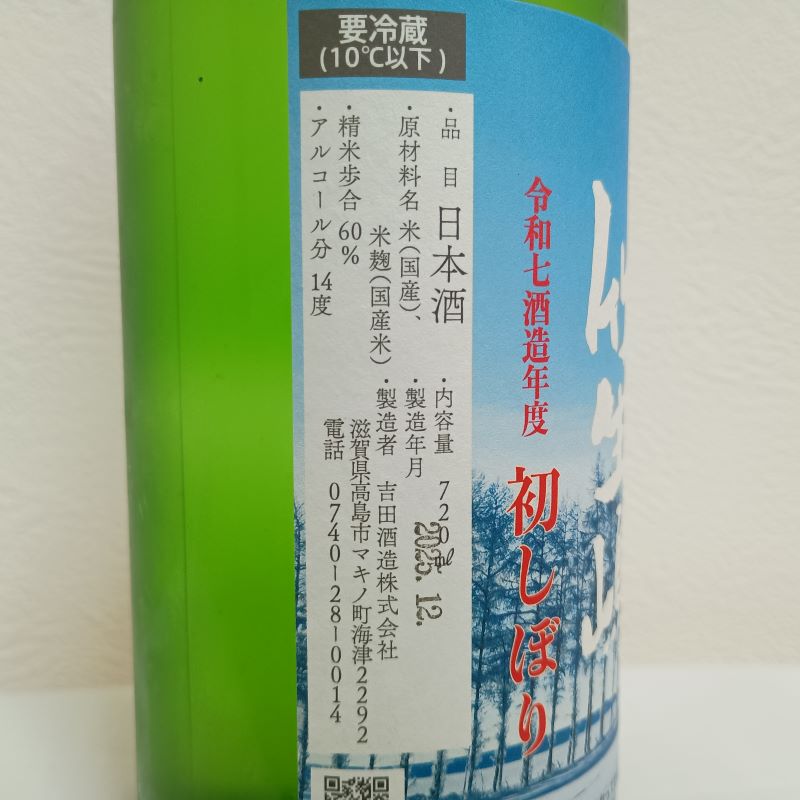 要冷蔵
(10℃以下)
令和七酒造年度
初しぼり
・品目 日本酒
・原材料名 米(国産)、
米麹(国産米)
・精米歩合 60%
・アルコール分 14度
・内容量 720ml
・製造年月 2025.12.
・製造者 吉田酒造株式会社
滋賀県高島市マキノ町海津2292
電話 0740-28-0014